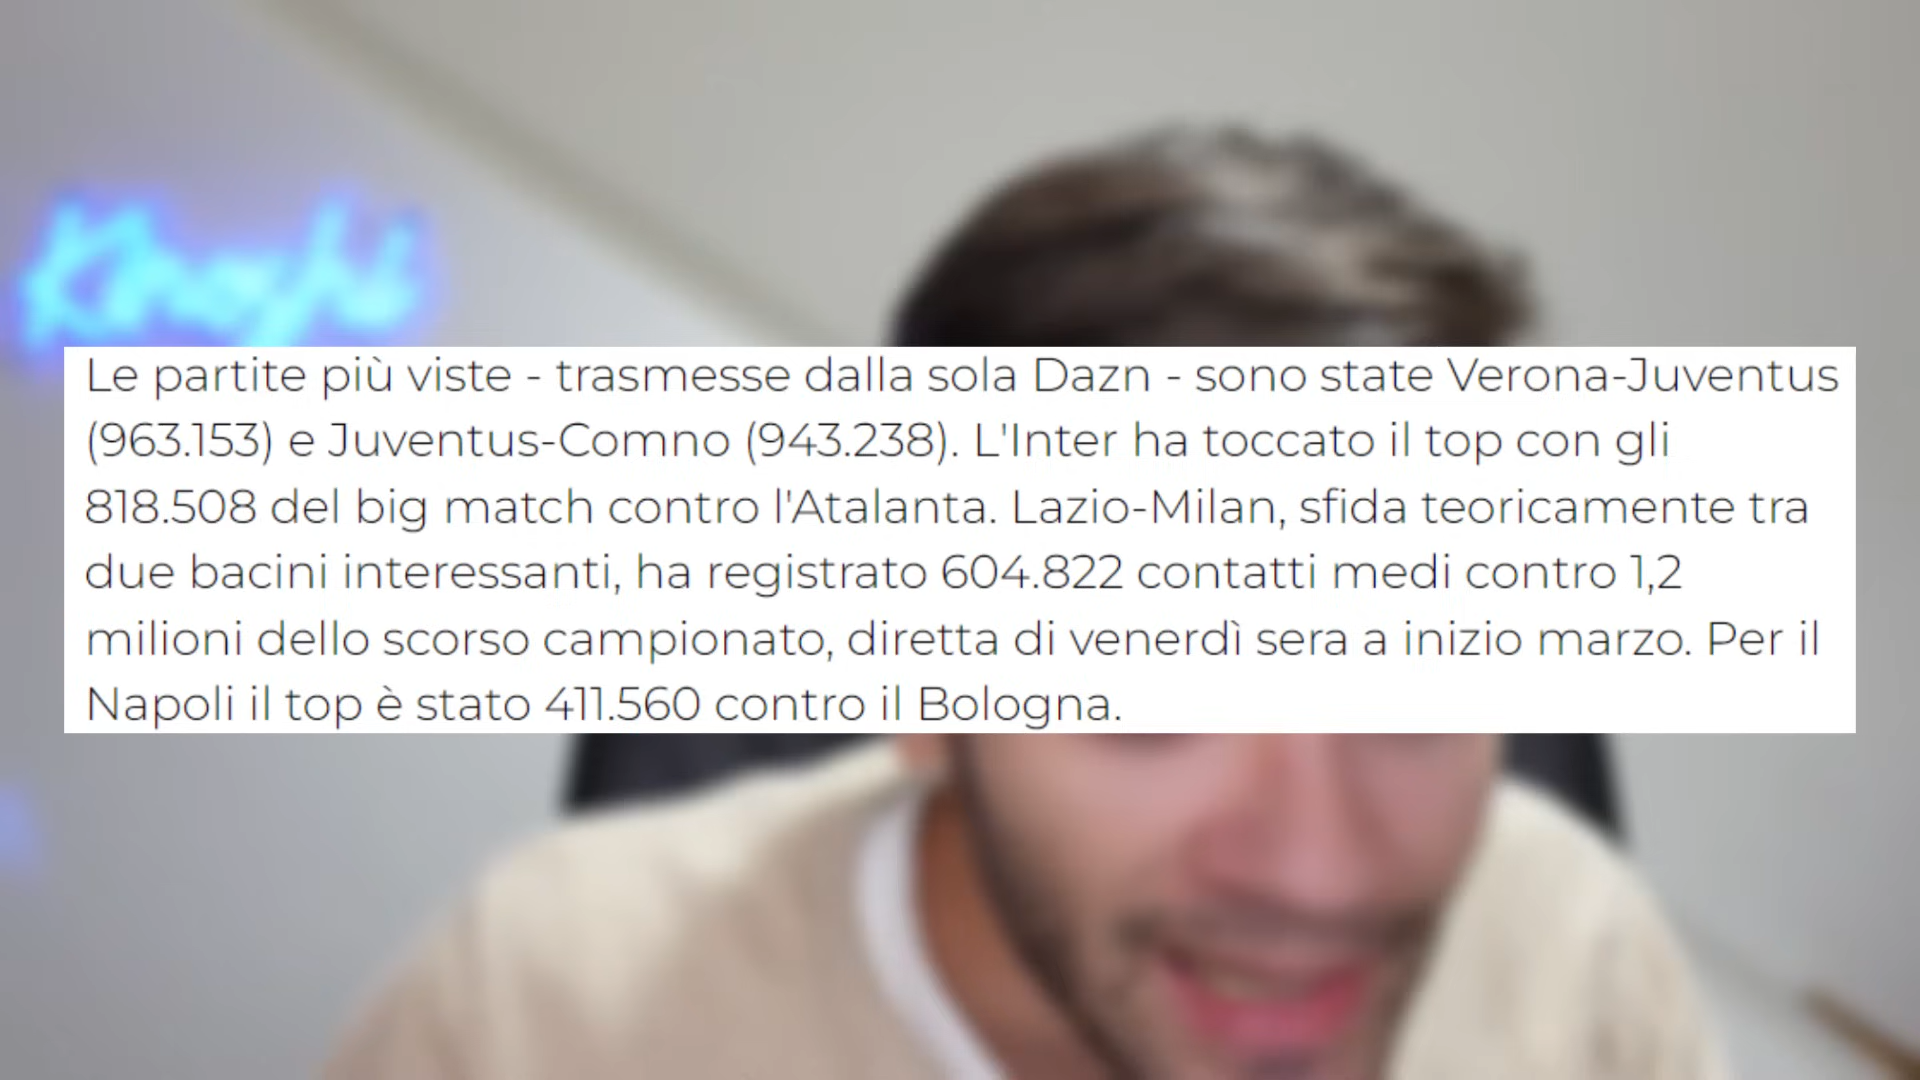 Le partite più viste - trasmesse dalla sola Dazn - sono state Verona-Juventus
(963.153) e Juventus-Comno (943.238). L'Inter ha toccato il top con gli
818.508 del big match contro l'Atalanta. Lazio-Milan, sfida teoricamente tra
due bacini interessanti, ha registrato 604.822 contatti medi contro 1,2
milioni dello scorso campionato, diretta di venerdì sera a inizio marzo. Per il
Napoli il top è stato 411.560 contro il Bologna.